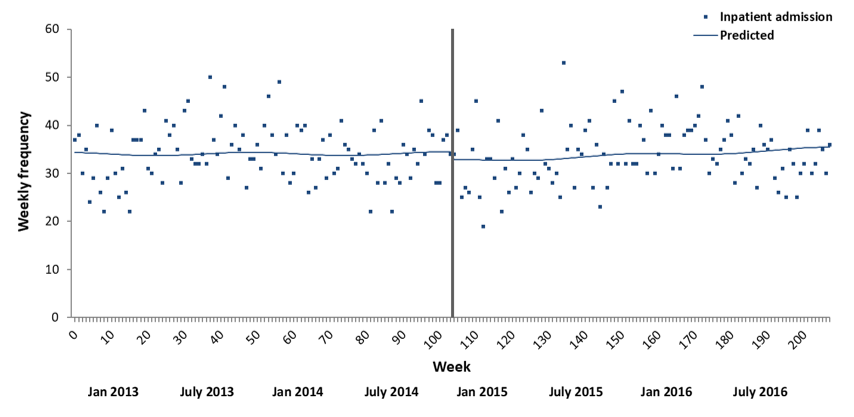 Inpatient admission
Predicted
Weekly frequency
60
50
40
30
20
10
0
0 10 20 30 40 50 60 70 80 90 100 110 120 130 140 150 160 170 180 190 200
Week
Jan 2013 July 2013 Jan 2014 July 2014 Jan 2015 July 2015 Jan 2016 July 2016